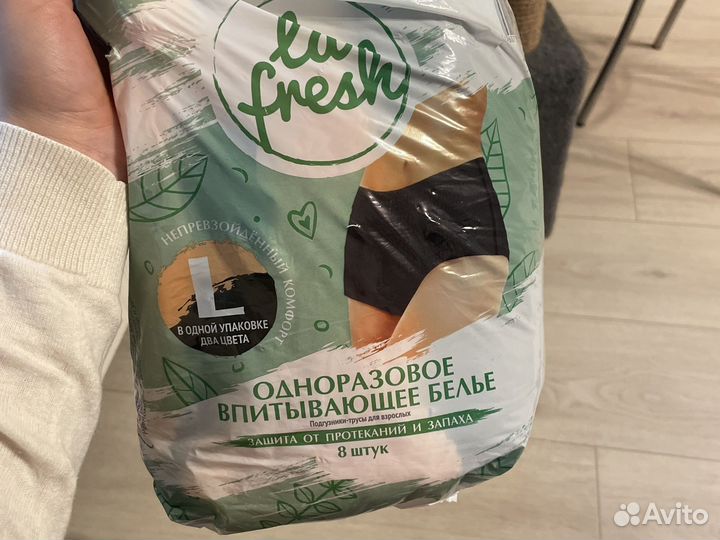 la
fresh
НЕПРЕВЗОЙДЁННЫЙ КОМФОРТ
L
В ОДНОЙ УПАКОВКЕ
ДВА ЦВЕТА
ОДНОРАЗОВОЕ
ВПИТЫВАЮЩЕЕ БЕЛЬЕ
Подгузники-трусы для взрослых
ЗАЩИТА ОТ ПРОТЕКАНИЙ И ЗАПАХА
8 штук
Avito